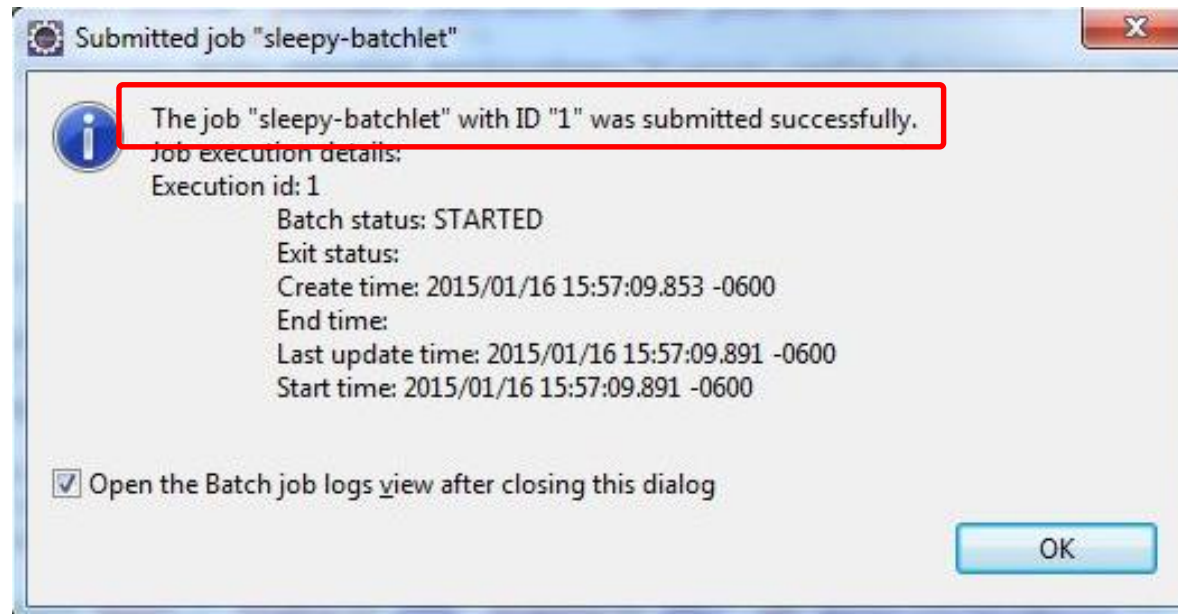 Submitted job "sleepy-batchlet"
The job "sleepy-batchlet" with ID "1" was submitted successfully.
Job execution details:
Execution id: 1
Batch status: STARTED
Exit status:
Create time: 2015/01/16 15:57:09.853 -0600
End time:
Last update time: 2015/01/16 15:57:09.891 -0600
Start time: 2015/01/16 15:57:09.891 -0600
Open the Batch job logs view after closing this dialog
OK